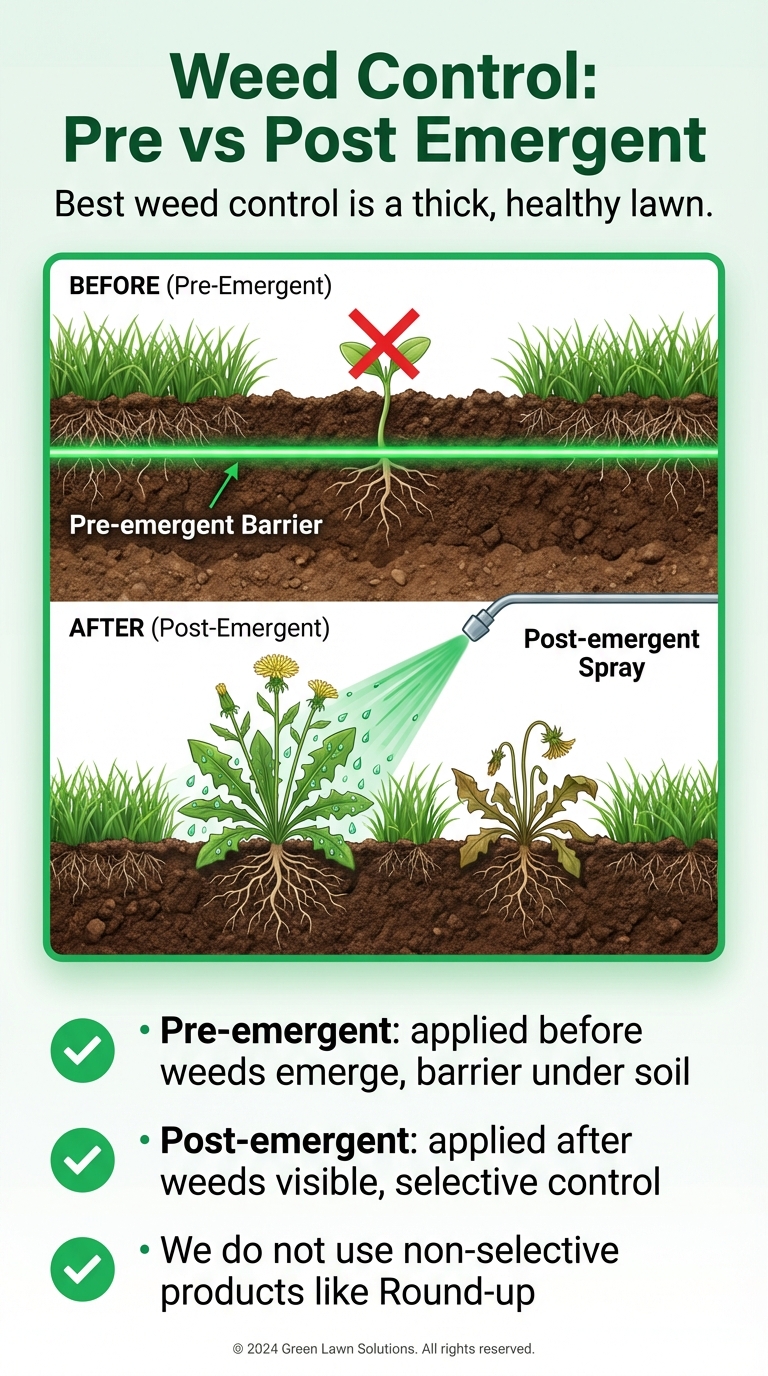 Weed Control:
Pre vs Post Emergent
Best weed control is a thick, healthy lawn.
BEFORE (Pre-Emergent)
Pre-emergent Barrier
AFTER (Post-Emergent)
Post-emergent
Spray
• Pre-emergent: applied before
weeds emerge, barrier under soil
• Post-emergent: applied after
weeds visible, selective control
• We do not use non-selective
products like Round-up
© 2024 Green Lawn Solutions. All rights reserved.